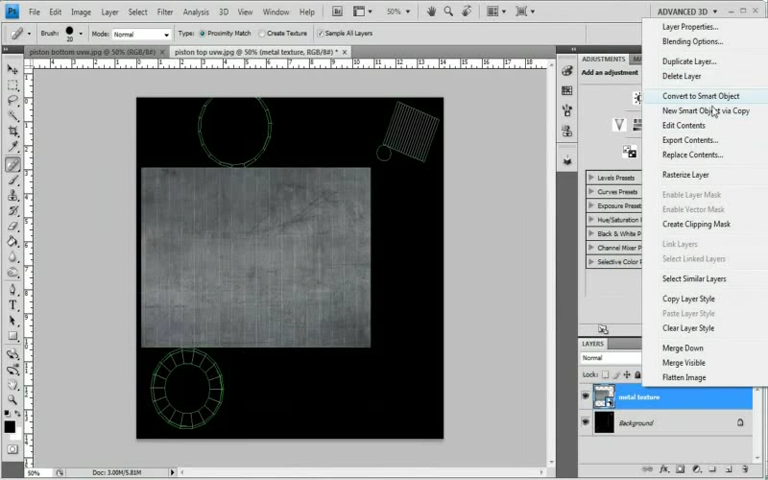 Ps File Edit Image Layer Select Filter Analysis 3D View Window Help 50% ADVANCED 3D
Brush: 20 Mode: Normal Type: Proximity Match Create Texture Sample All Layers
piston bottom-uvw.jpg @ 50% (RGB/8#) × piston top uvw.jpg @ 50% (metal texture, RGB/8#) * ×
ADJUSTMENTS
Add an adjustment
Levels Presets
Curves Presets
Exposure Presets
Hue/Saturation
Black & White
Channel Mixer
Selective Color
Layer Properties...
Blending Options...
Duplicate Layer...
Delete Layer
Convert to Smart Object
New Smart Object via Copy
Edit Contents
Export Contents...
Replace Contents...
Rasterize Layer
Enable Layer Mask
Enable Vector Mask
Create Clipping Mask
Link Layers
Select Linked Layers
Select Similar Layers
Copy Layer Style
Paste Layer Style
Clear Layer Style
Merge Down
Merge Visible
Flatten Image
LAYERS
Normal
Lock:
metal texture
Background
50% Doc: 3.00M/5.81M